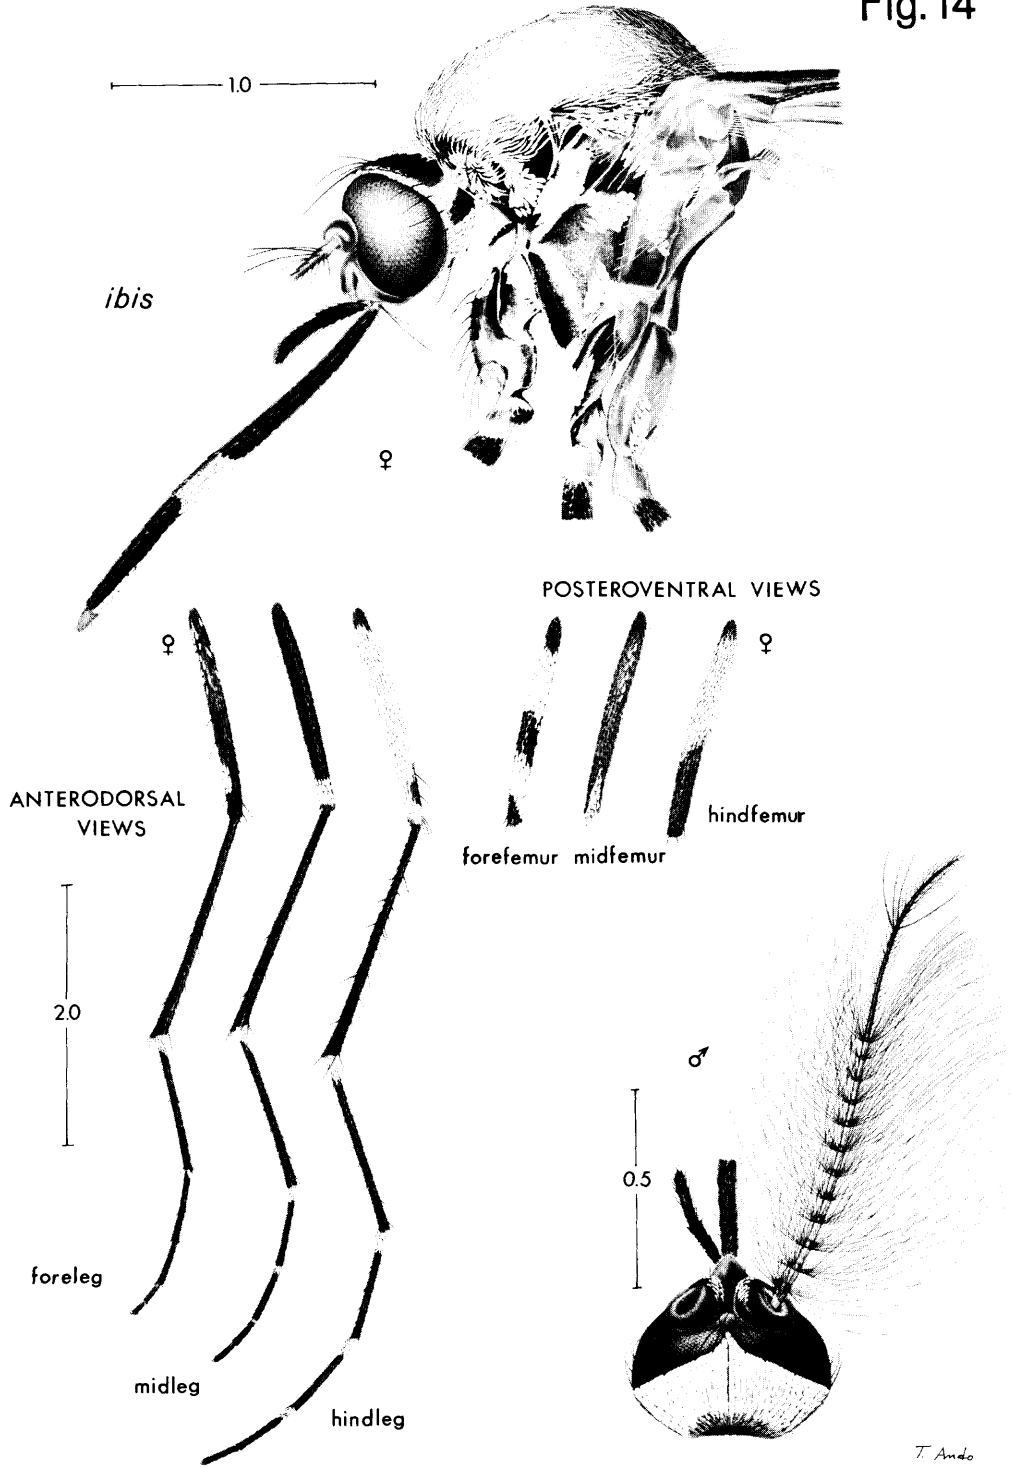 Fig. 14
1.0
ibis
♀
POSTEROVENTRAL VIEWS
♀
♀
ANTERODORSAL
VIEWS
hindfemur
forefemur midfemur
2.0
♂
0.5
foreleg
midleg
hindleg
T. Ando